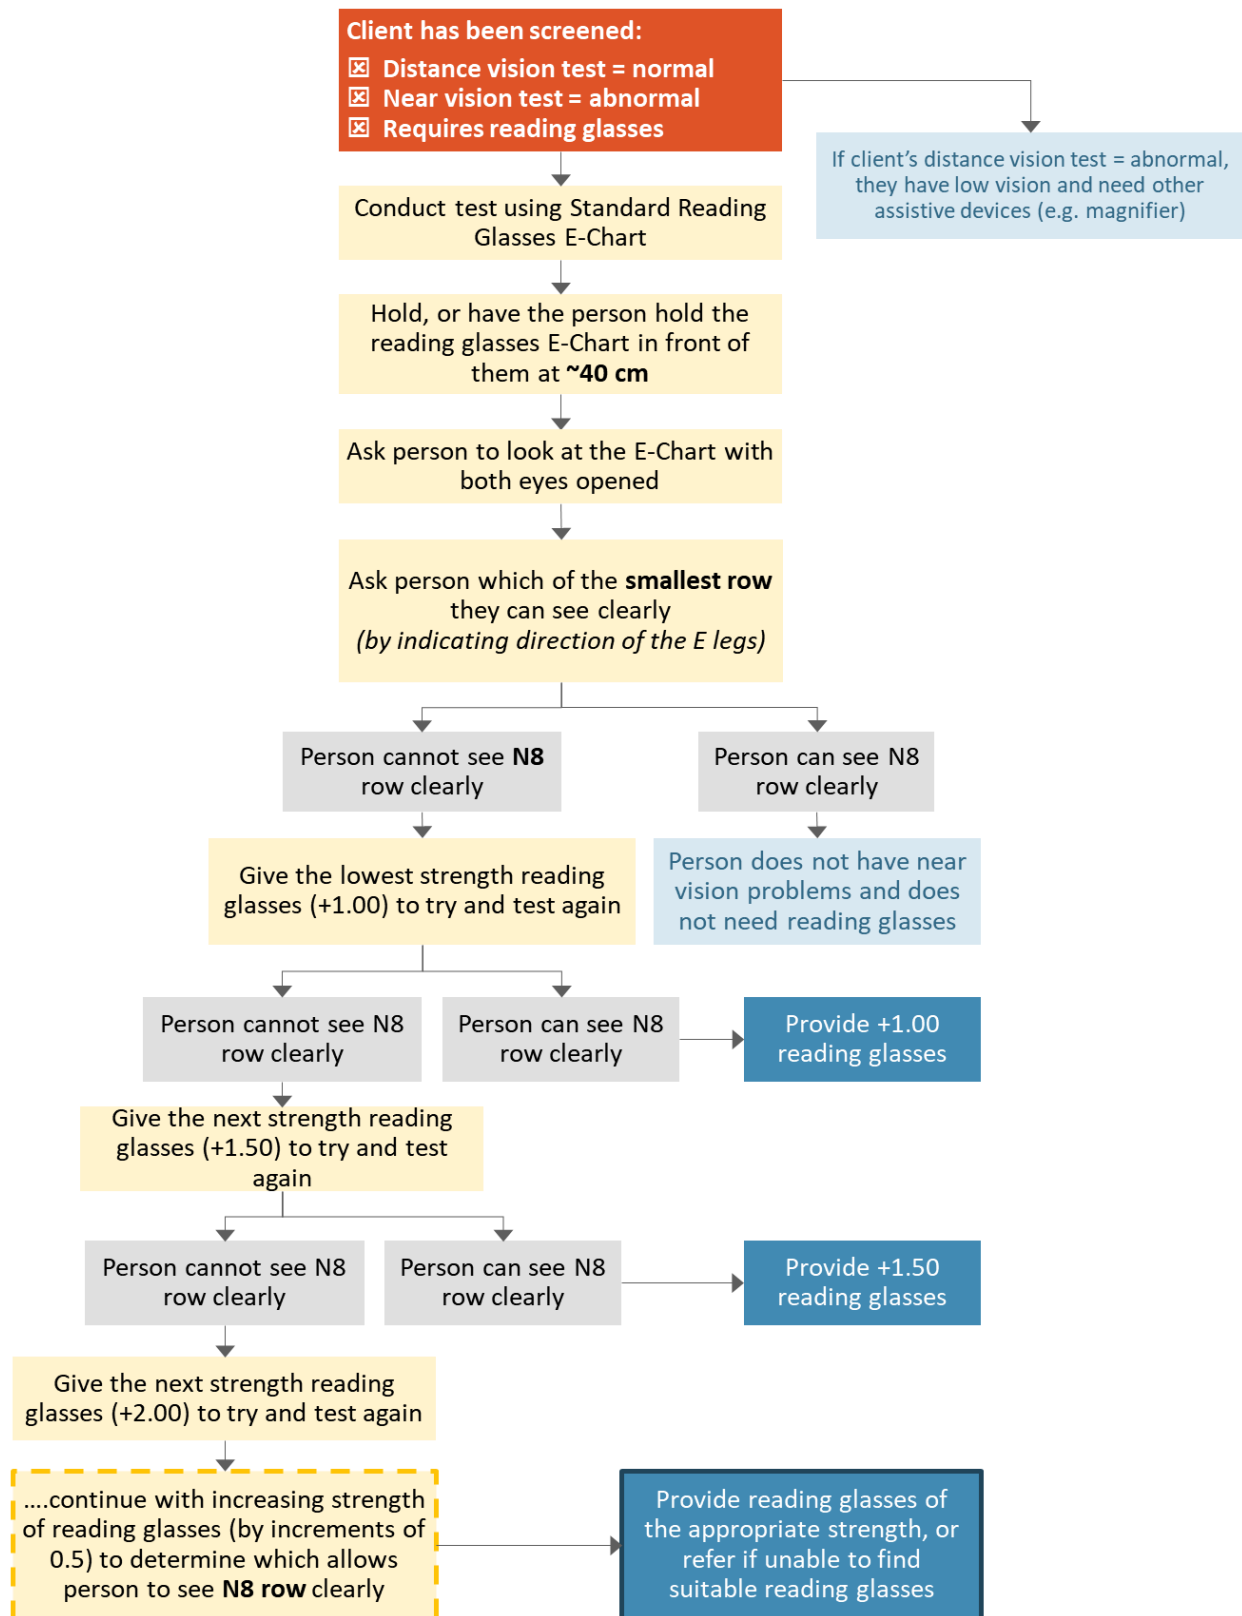 Client has been screened:
☒ Distance vision test = normal
☒ Near vision test = abnormal
☒ Requires reading glasses
If client’s distance vision test = abnormal,
they have low vision and need other
assistive devices (e.g. magnifier)
Conduct test using Standard Reading
Glasses E-Chart
Hold, or have the person hold the
reading glasses E-Chart in front of
them at ~40 cm
Ask person to look at the E-Chart with
both eyes opened
Ask person which of the smallest row
they can see clearly
(by indicating direction of the E legs)
Person cannot see N8
row clearly
Person can see N8
row clearly
Give the lowest strength reading
glasses (+1.00) to try and test again
Person does not have near
vision problems and does
not need reading glasses
Person cannot see N8
row clearly
Person can see N8
row clearly
Provide +1.00
reading glasses
Give the next strength reading
glasses (+1.50) to try and test
again
Person cannot see N8
row clearly
Person can see N8
row clearly
Provide +1.50
reading glasses
Give the next strength reading
glasses (+2.00) to try and test again
....continue with increasing strength
of reading glasses (by increments of
0.5) to determine which allows
person to see N8 row clearly
Provide reading glasses of
the appropriate strength, or
refer if unable to find
suitable reading glasses